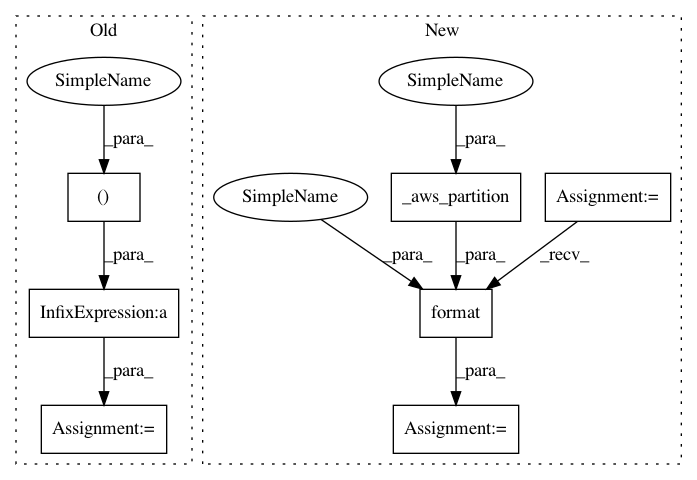 Old
New
SimpleName
SimpleName
_para_
_para_
()
SimpleName
_aws_partition
Assignment:=
_para_
_para_
_para_
_recv_
InfixExpression:a
format
_para_
_para_
Assignment:=
Assignment:=